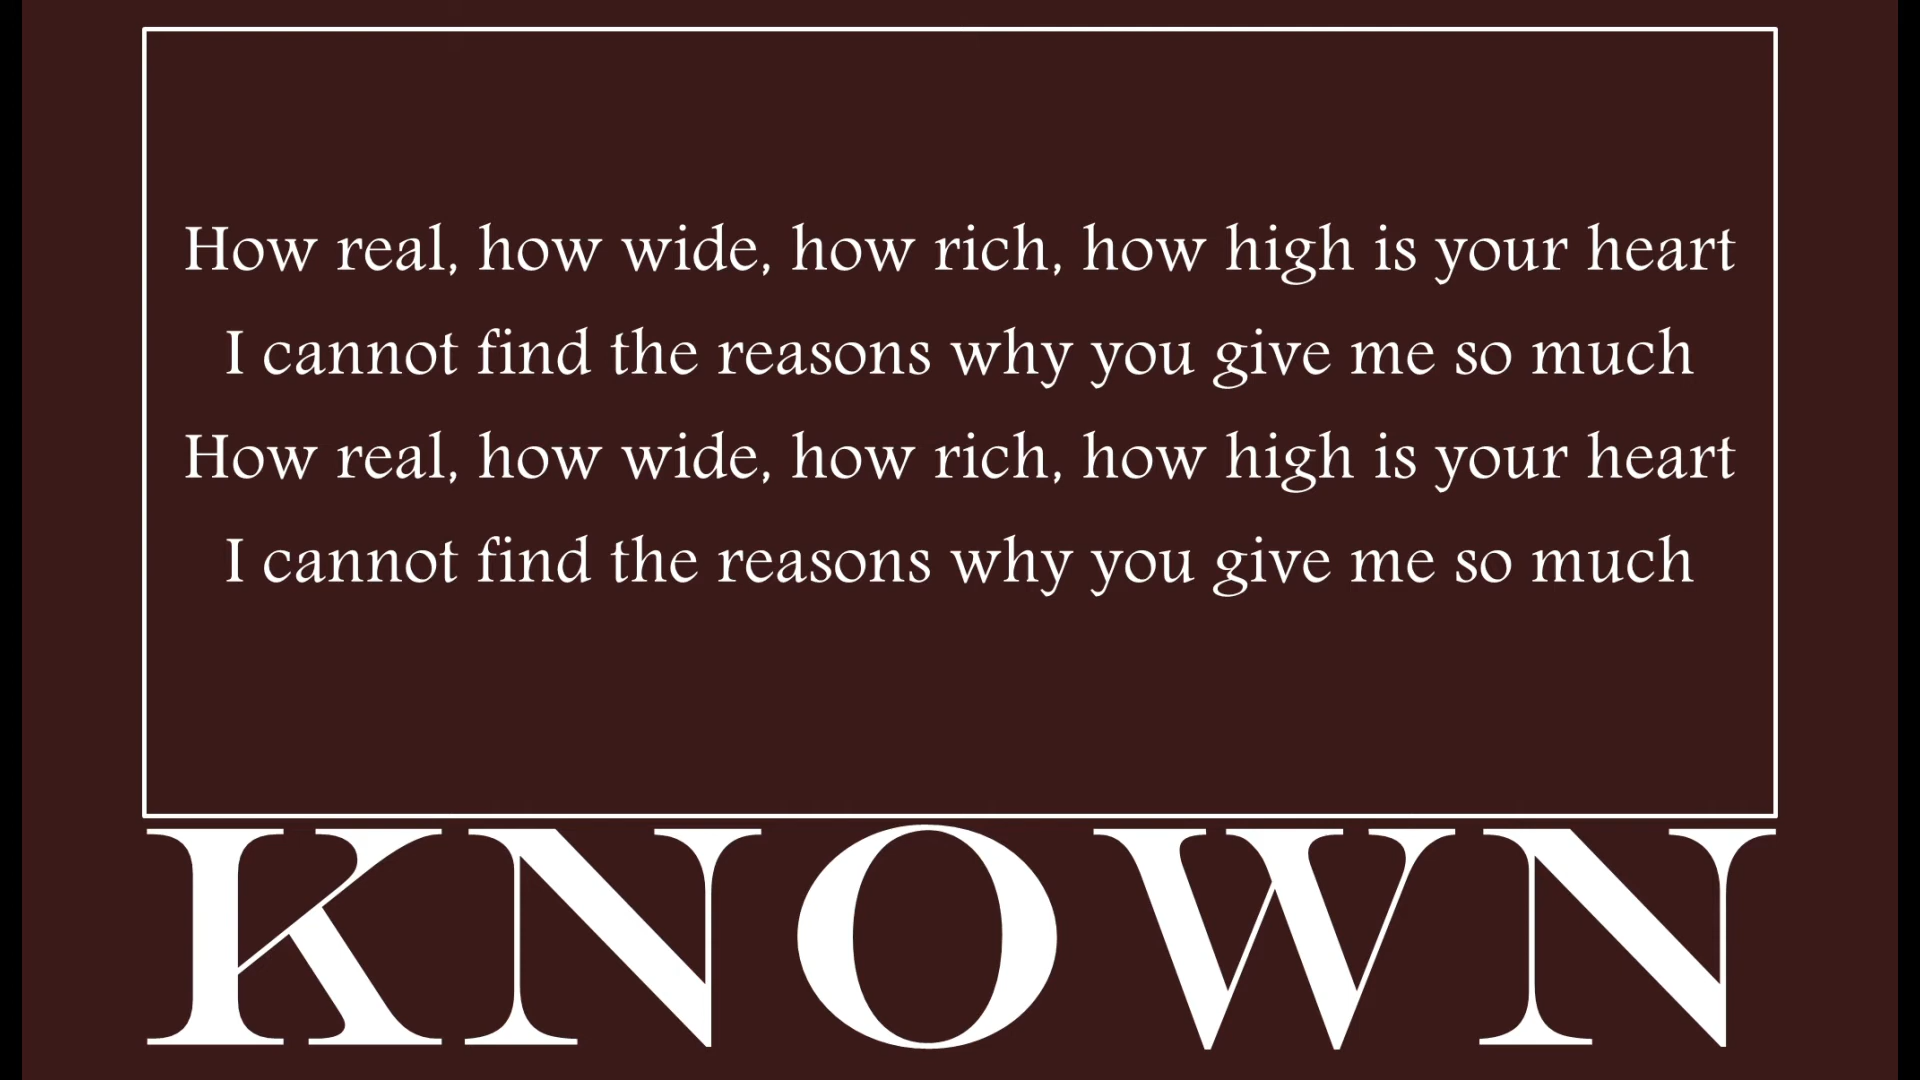 How real, how wide, how rich, how high is your heart
I cannot find the reasons why you give me so much
How real, how wide, how rich, how high is your heart
I cannot find the reasons why you give me so much
KNOWN